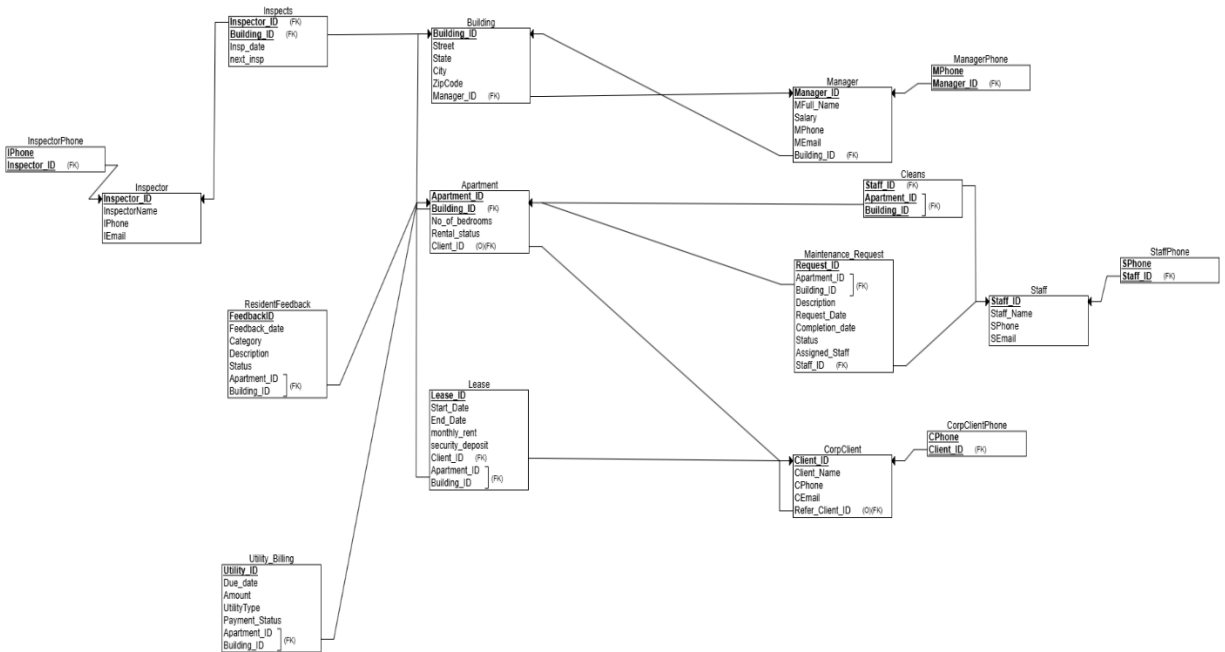 Inspects
Inspector_ID (FK)
Building_ID (FK)
Insp_date
next_insp
Building
Building_ID
Street
State
City
ZipCode
Manager_ID (FK)
Manager
Manager_ID
MFull_Name
Salary
MPhone
MEmail
Building_ID (FK)
ManagerPhone
MPhone
Manager_ID (FK)
InspectorPhone
IPhone
Inspector_ID (FK)
Inspector
Inspector_ID
InspectorName
IPhone
IEmail
Apartment
Apartment_ID
Building_ID (FK)
No_of_bedrooms
Rental_status
Client_ID (O)(FK)
Cleans
Staff_ID (FK)
Apartment_ID
Building_ID (FK)
Maintenance_Request
Request_ID
Apartment_ID
Building_ID (FK)
Description
Request_Date
Completion_date
Status
Assigned_Staff
Staff_ID (FK)
StaffPhone
SPhone
Staff_ID (FK)
Staff
Staff_ID
Staff_Name
SPhone
SEmail
ResidentFeedback
FeedbackID
Feedback_date
Category
Description
Status
Apartment_ID
Building_ID (FK)
Lease
Lease_ID
Start_Date
End_Date
monthly_rent
security_deposit
Client_ID (FK)
Apartment_ID
Building_ID (FK)
CorpClient
Client_ID
Client_Name
CPhone
CEmail
Refer_Client_ID (O)(FK)
CorpClientPhone
CPhone
Client_ID (FK)
Utility_Billing
Utility_ID
Due_date
Amount
UtilityType
Payment_Status
Apartment_ID
Building_ID (FK)